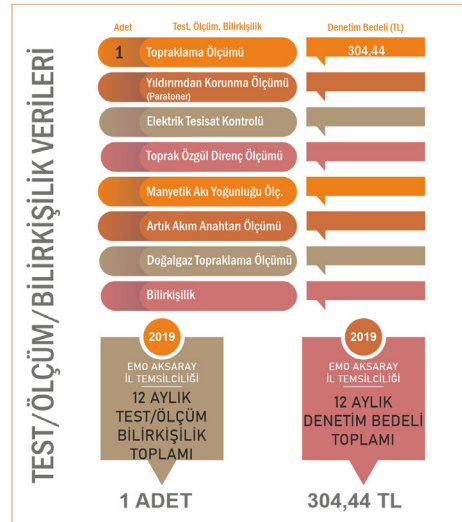 TEST/ÖLÇÜM/BİLİRKİŞİLİK VERİLERİ
Adet Test, Ölçüm, Bilirkişilik Denetim Bedeli (TL)
1 Topraklama Ölçümü 304,44
Yıldırımdan Korunma Ölçümü
(Paratoner)
Elektrik Tesisat Kontrolü
Toprak Özgül Direnç Ölçümü
Manyetik Akı Yoğunluğu Ölç.
Artık Akım Anahtarı Ölçümü
Doğalgaz Topraklama Ölçümü
Bilirkişilik
2019
EMO AKSARAY
İL TEMSİLCİLİĞİ
12 AYLIK
TEST/ÖLÇÜM
BİLİRKİŞİLİK
TOPLAMI
1 ADET
2019
EMO AKSARAY
İL TEMSİLCİLİĞİ
12 AYLIK
DENETİM BEDELİ
TOPLAMI
304,44 TL